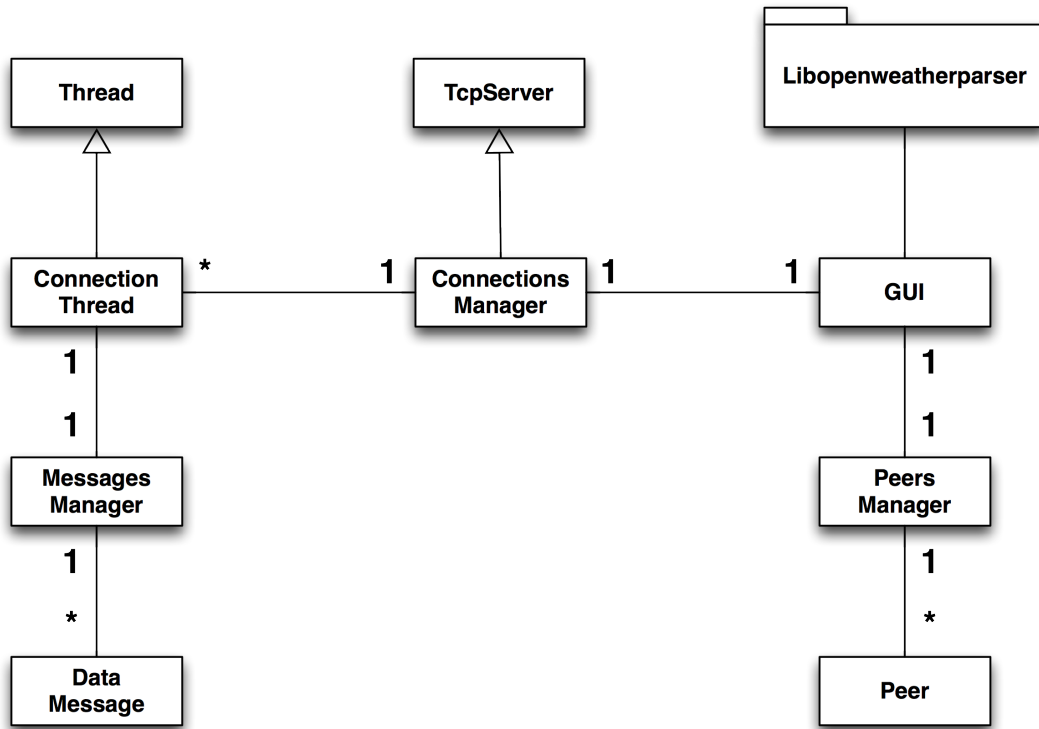 Thread
TcpServer
Libopenweatherparser
Connection
Thread
*
1
Connections
Manager
1
1
GUI
1
1
1
1
Messages
Manager
Peers
Manager
1
*
1
*
Data
Message
Peer